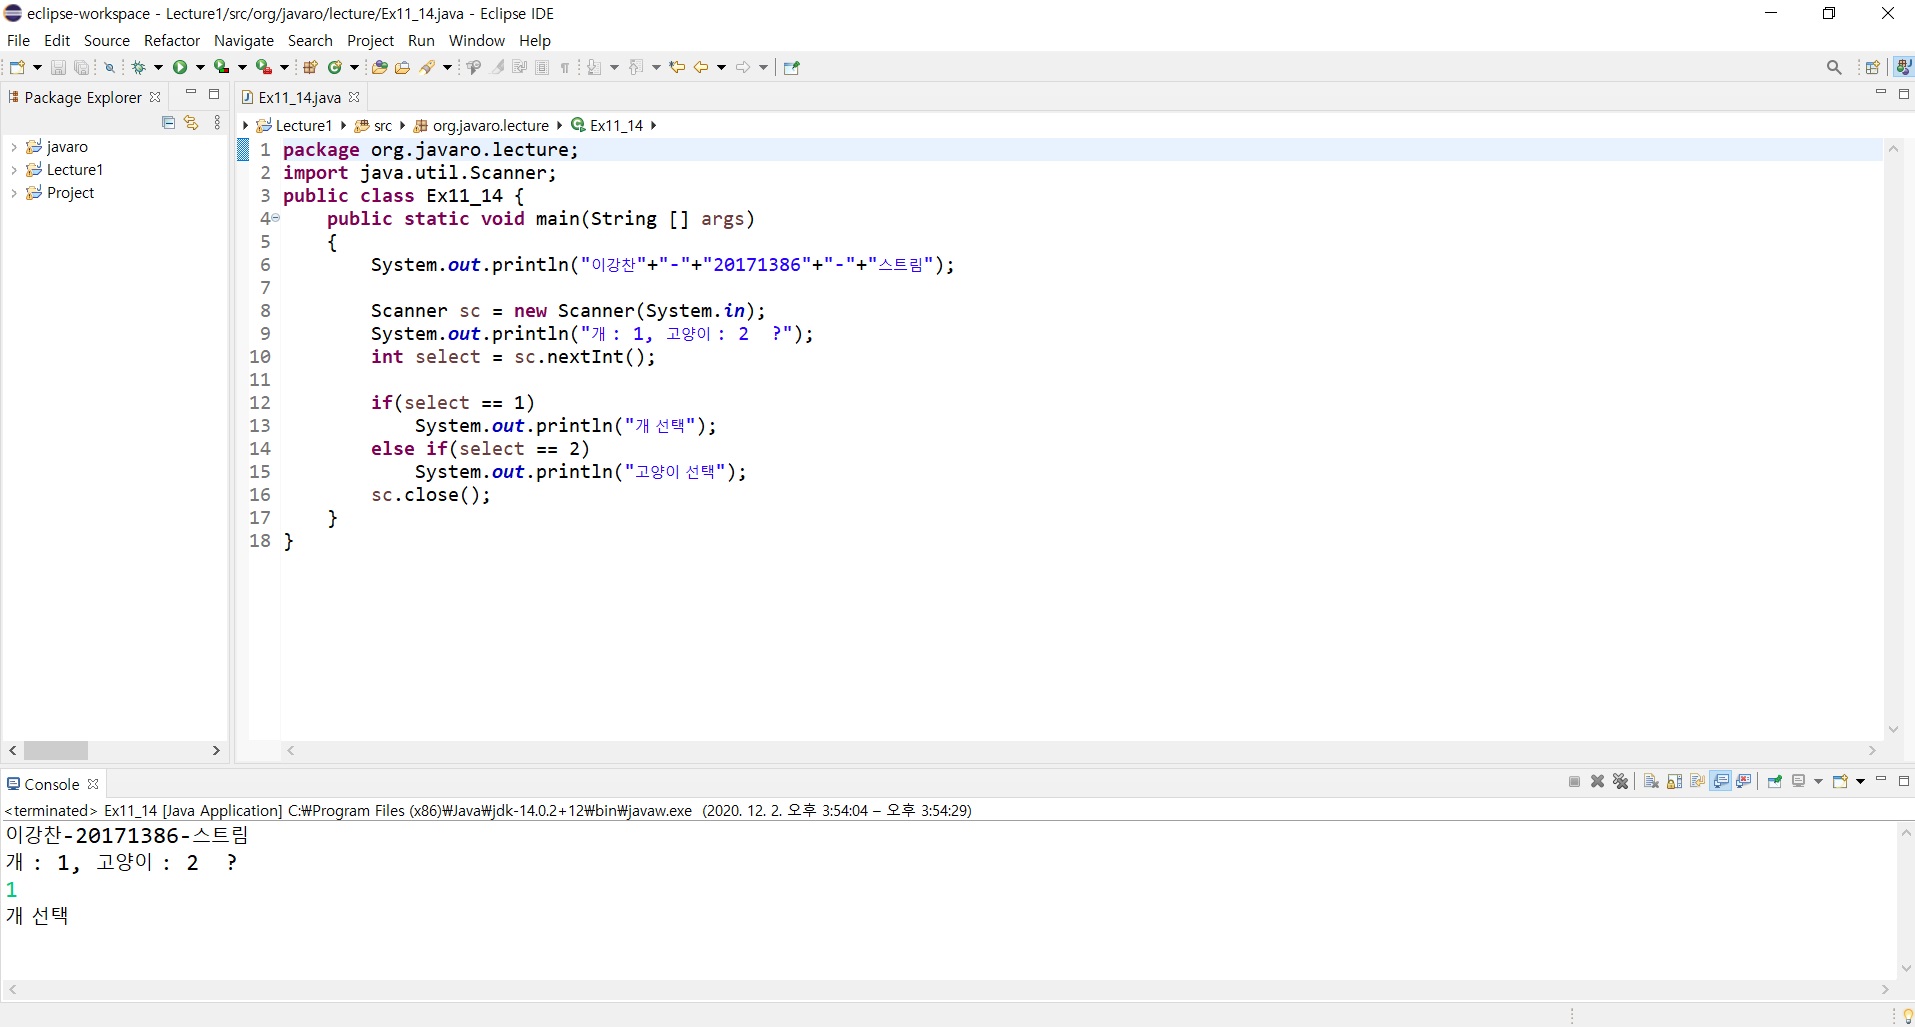 eclipse-workspace - Lecture1/src/org/javaro/lecture/Ex11_14.java - Eclipse IDE
File Edit Source Refactor Navigate Search Project Run Window Help
Package Explorer
Ex11_14.java
Lecture1 src org.javaro.lecture Ex11_14
javaro
Lecture1
Project
1 package org.javaro.lecture;
2 import java.util.Scanner;
3 public class Ex11_14 {
4 public static void main(String [] args)
5 {
6 System.out.println("이강찬"+"-"+"20171386"+"-"+"스트림");
7
8 Scanner sc = new Scanner(System.in);
9 System.out.println("개 : 1, 고양이 : 2  ?");
10 int select = sc.nextInt();
11
12 if(select == 1)
13 System.out.println("개 선택");
14 else if(select == 2)
15 System.out.println("고양이 선택");
16 sc.close();
17 }
18 }
Console
<terminated> Ex11_14 [Java Application] C:₩Program Files (x86)₩Java₩jdk-14.0.2+12₩bin₩javaw.exe (2020. 12. 2. 오후 3:54:04 – 오후 3:54:29)
이강찬-20171386-스트림
개 : 1, 고양이 : 2  ?
1
개 선택